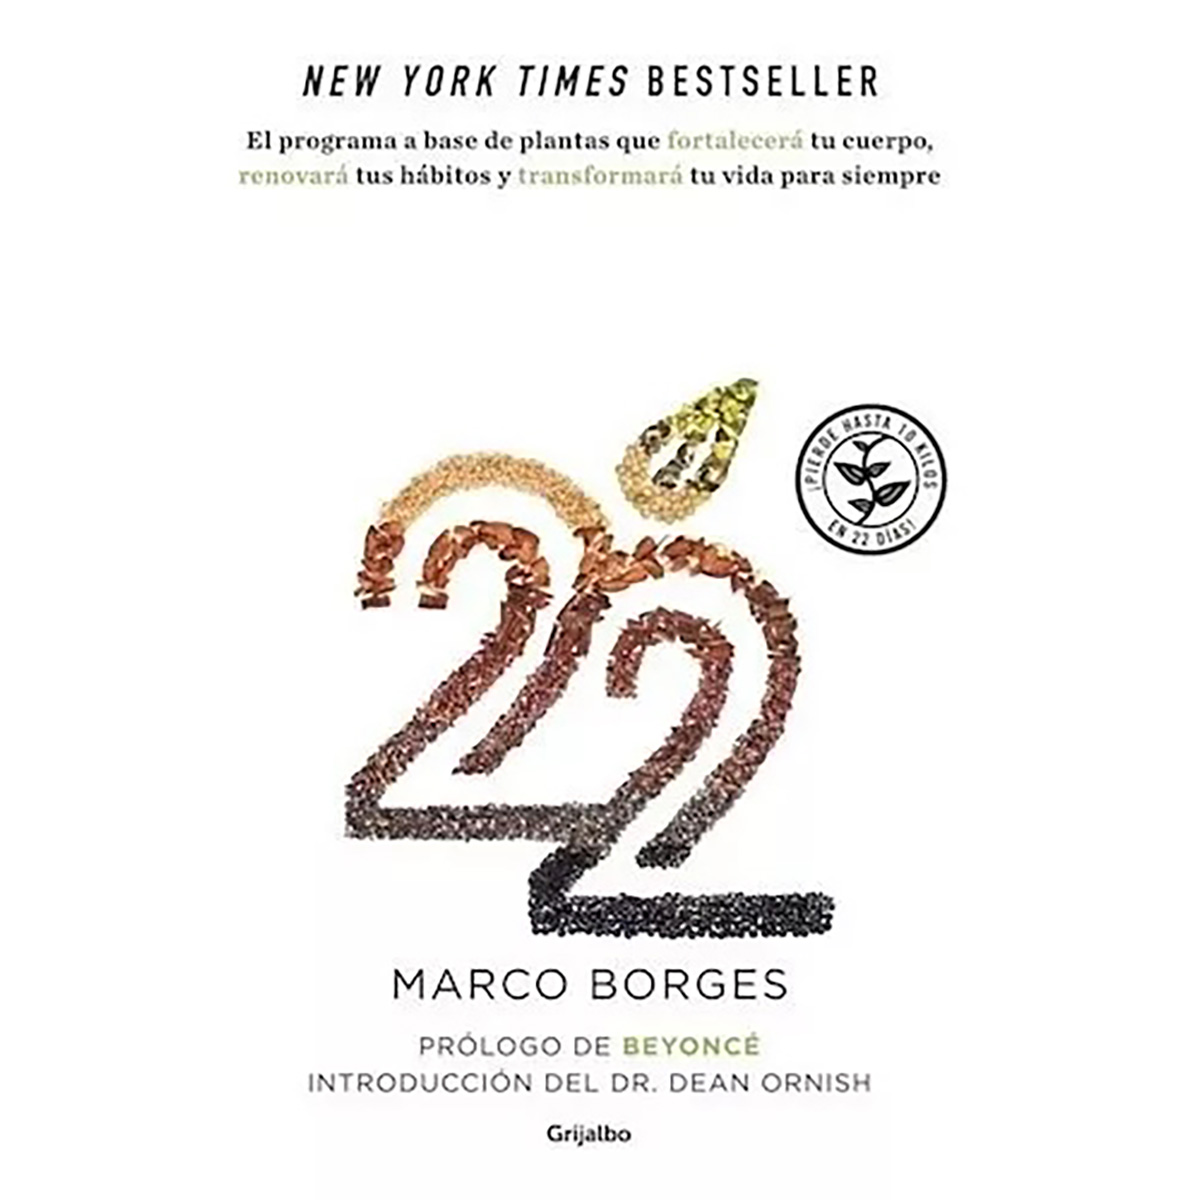 NEW YORK TIMES BESTSELLER
El programa a base de plantas que fortalecerá tu cuerpo,
renovará tus hábitos y transformará tu vida para siempre
¡PIERDE HASTA 10 KILOS
EN 22 DÍAS!
22
MARCO BORGES
PRÓLOGO DE BEYONCÉ
INTRODUCCIÓN DEL DR. DEAN ORNISH
Grijalbo